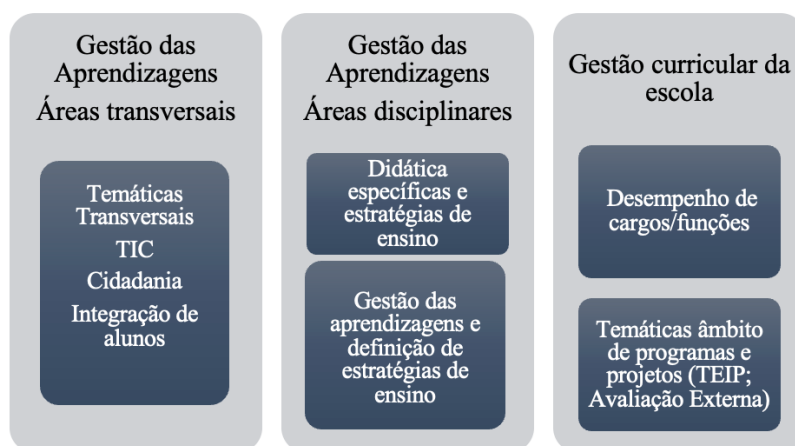 Gestão das
Aprendizagens
Áreas transversais
Temáticas
Transversais
TIC
Cidadania
Integração de
alunos
Gestão das
Aprendizagens
Áreas disciplinares
Didática
específicas e
estratégias de
ensino
Gestão das
aprendizagens e
definição de
estratégias de
ensino
Gestão curricular da
escola
Desempenho de
cargos/funções
Temáticas âmbito
de programas e
projetos (TEIP;
Avaliação Externa)